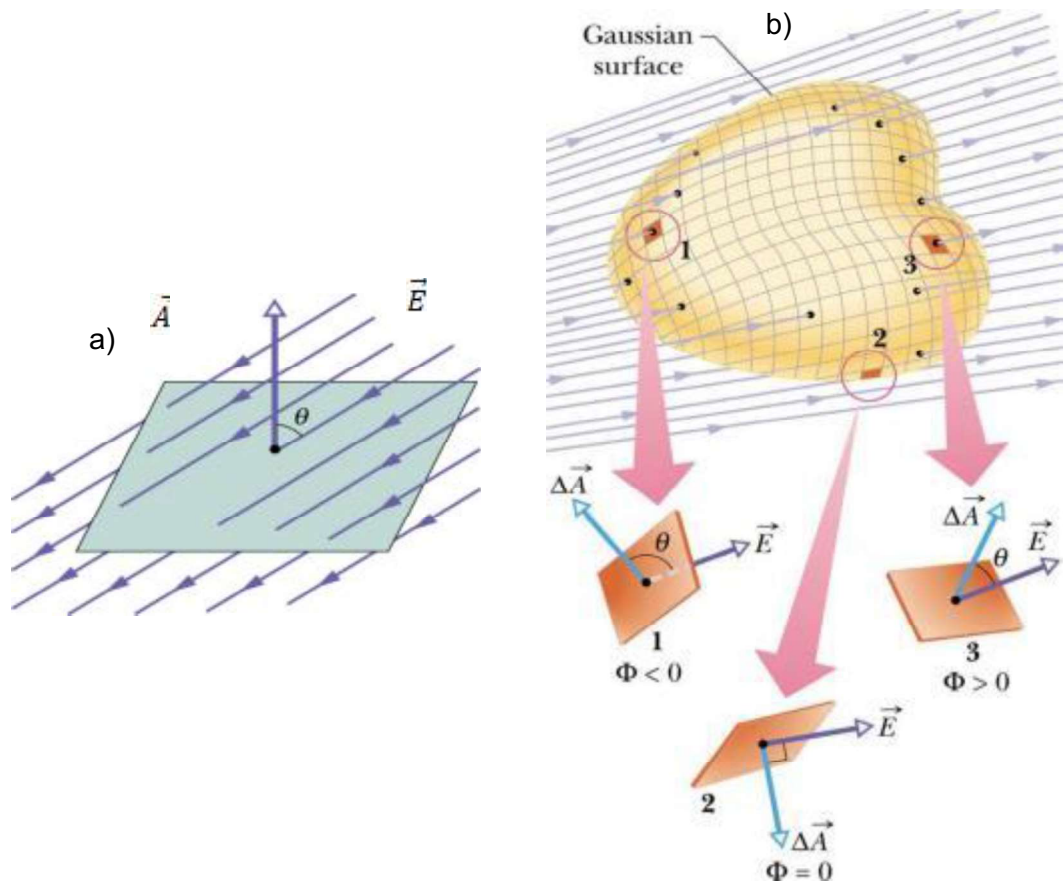 a)
A⃗
E⃗
θ
b)
Gaussian
surface
1
3
2
ΔA⃗
θ
E⃗
1
Φ < 0
ΔA⃗
θ
E⃗
3
Φ > 0
E⃗
2
ΔA⃗
Φ = 0